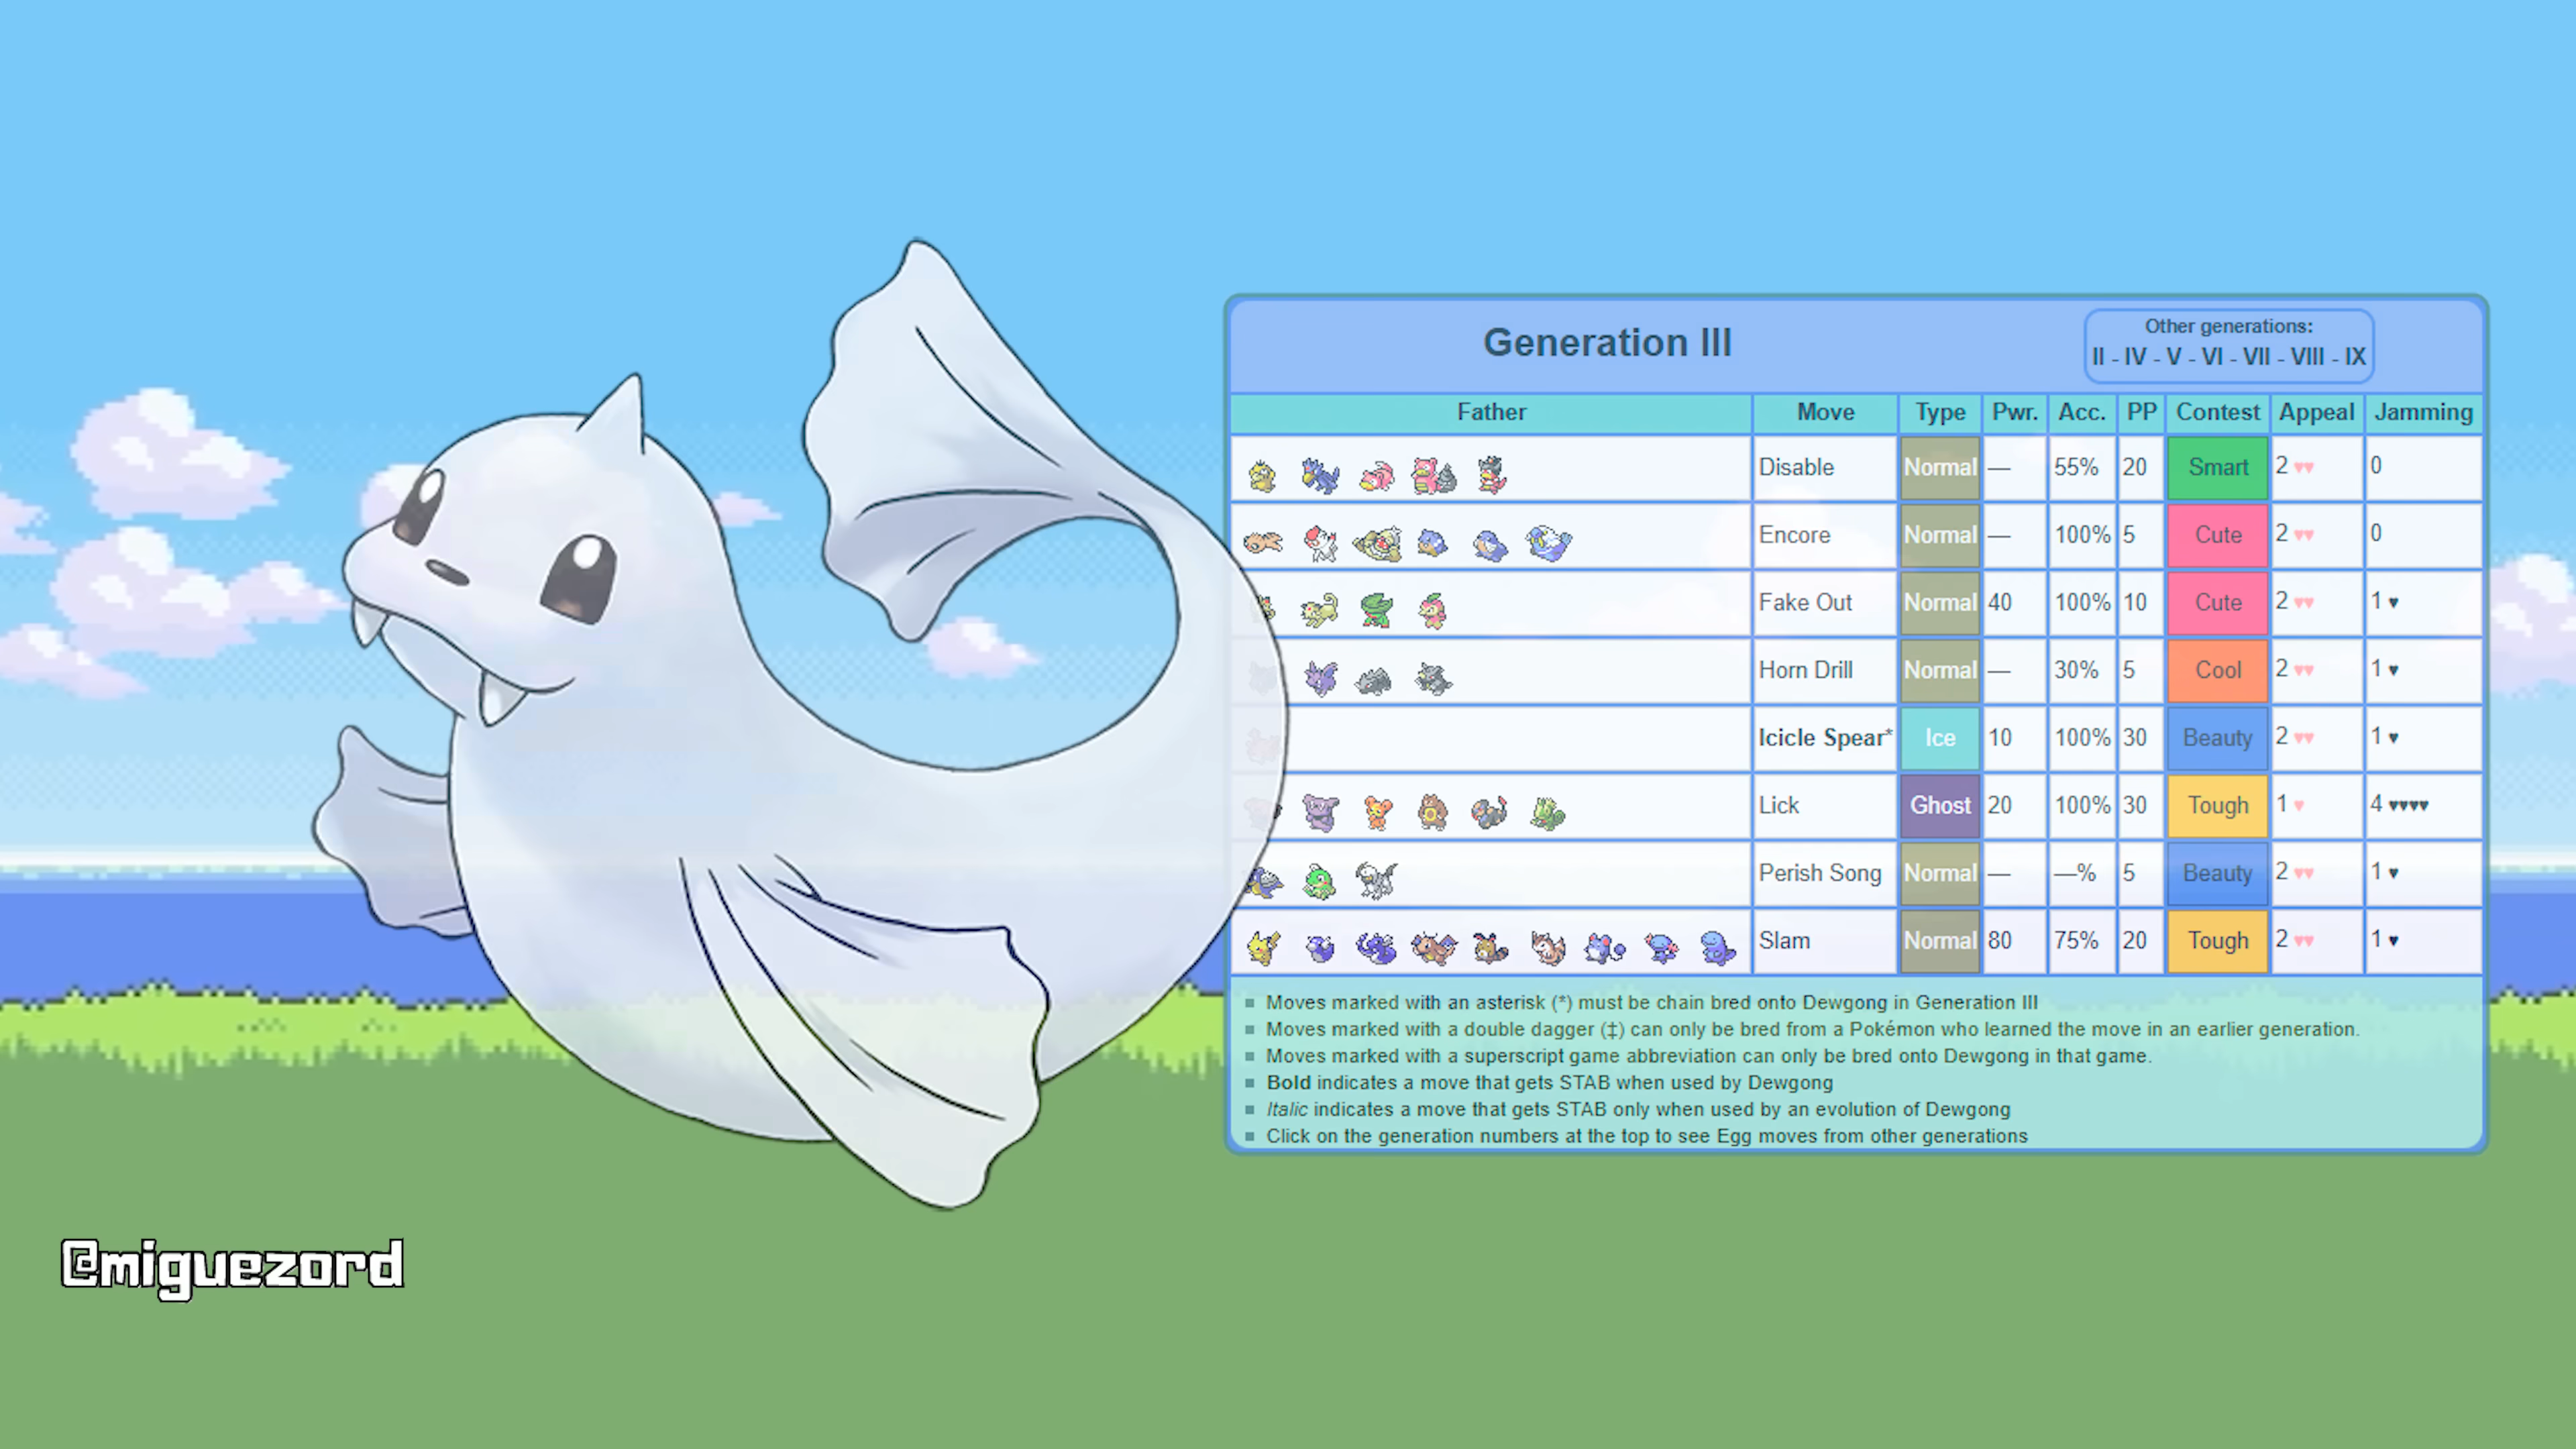 Generation III
Other generations:
II - IV - V - VI - VII - VIII - IX
Father Move Type Pwr. Acc. PP Contest Appeal Jamming
Disable Normal — 55% 20 Smart 2 ♥♥ 0
Encore Normal — 100% 5 Cute 2 ♥♥ 0
Fake Out Normal 40 100% 10 Cute 2 ♥♥ 1 ♥
Horn Drill Normal — 30% 5 Cool 2 ♥♥ 1 ♥
Icicle Spear* Ice 10 100% 30 Beauty 2 ♥♥ 1 ♥
Lick Ghost 20 100% 30 Tough 1 ♥ 4 ♥♥♥♥
Perish Song Normal — —% 5 Beauty 2 ♥♥ 1 ♥
Slam Normal 80 75% 20 Tough 2 ♥♥ 1 ♥
Moves marked with an asterisk (*) must be chain bred onto Dewgong in Generation III
Moves marked with a double dagger (‡) can only be bred from a Pokémon who learned the move in an earlier generation.
Moves marked with a superscript game abbreviation can only be bred onto Dewgong in that game.
Bold indicates a move that gets STAB when used by Dewgong
Italic indicates a move that gets STAB only when used by an evolution of Dewgong
Click on the generation numbers at the top to see Egg moves from other generations
@miguezord